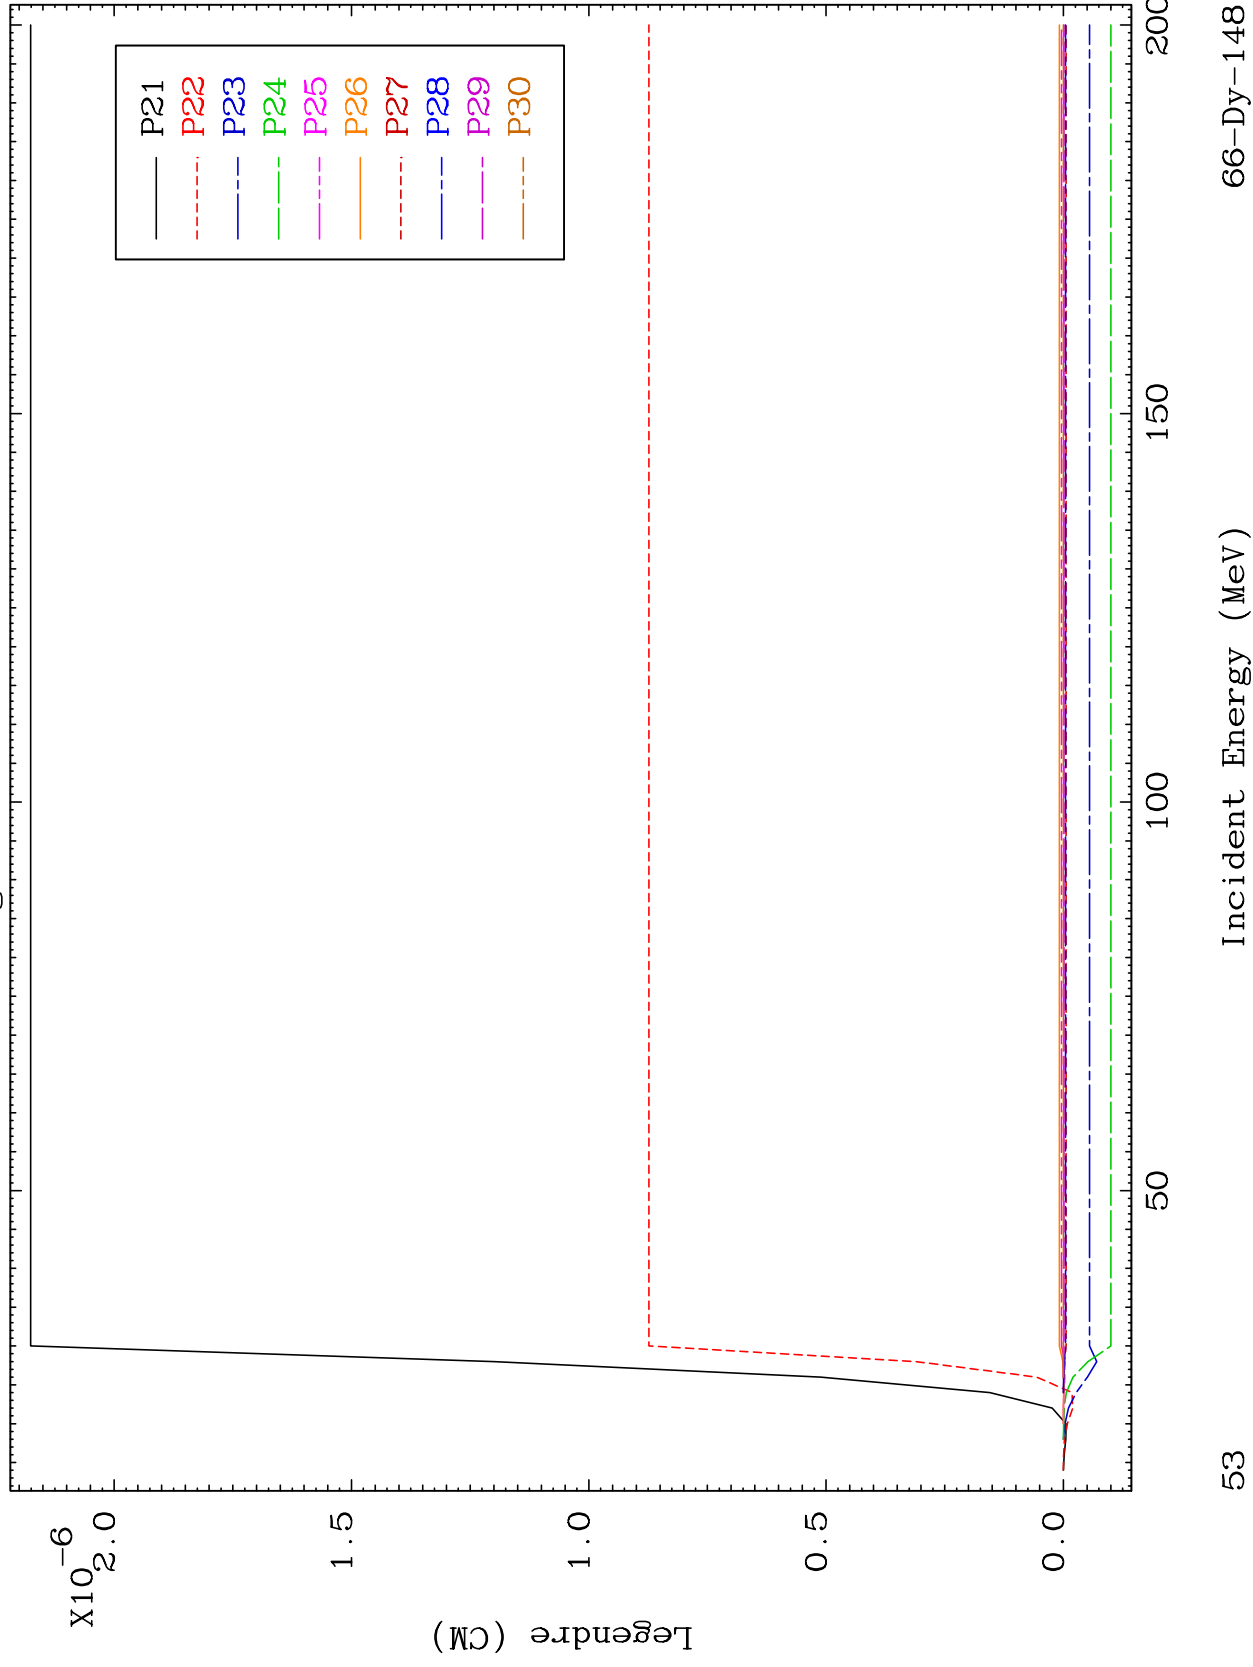 X10-6
2.0
1.5
1.0
0.5
0.0
Legendre (CM)
P21
P22
P23
P24
P25
P26
P27
P28
P29
P30
50
100
150
200
Incident Energy (MeV)
53
66-Dy-148